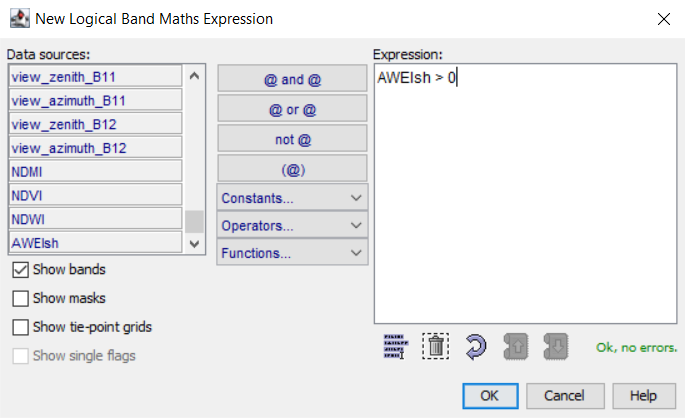 New Logical Band Maths Expression
Data sources:
view_zenith_B11
view_azimuth_B11
view_zenith_B12
view_azimuth_B12
NDMI
NDVI
NDWI
AWEIsh
Show bands
Show masks
Show tie-point grids
Show single flags
@ and @
@ or @
not @
(@)
Constants...
Operators...
Functions...
Expression:
AWEIsh > 0
Ok, no errors.
OK
Cancel
Help